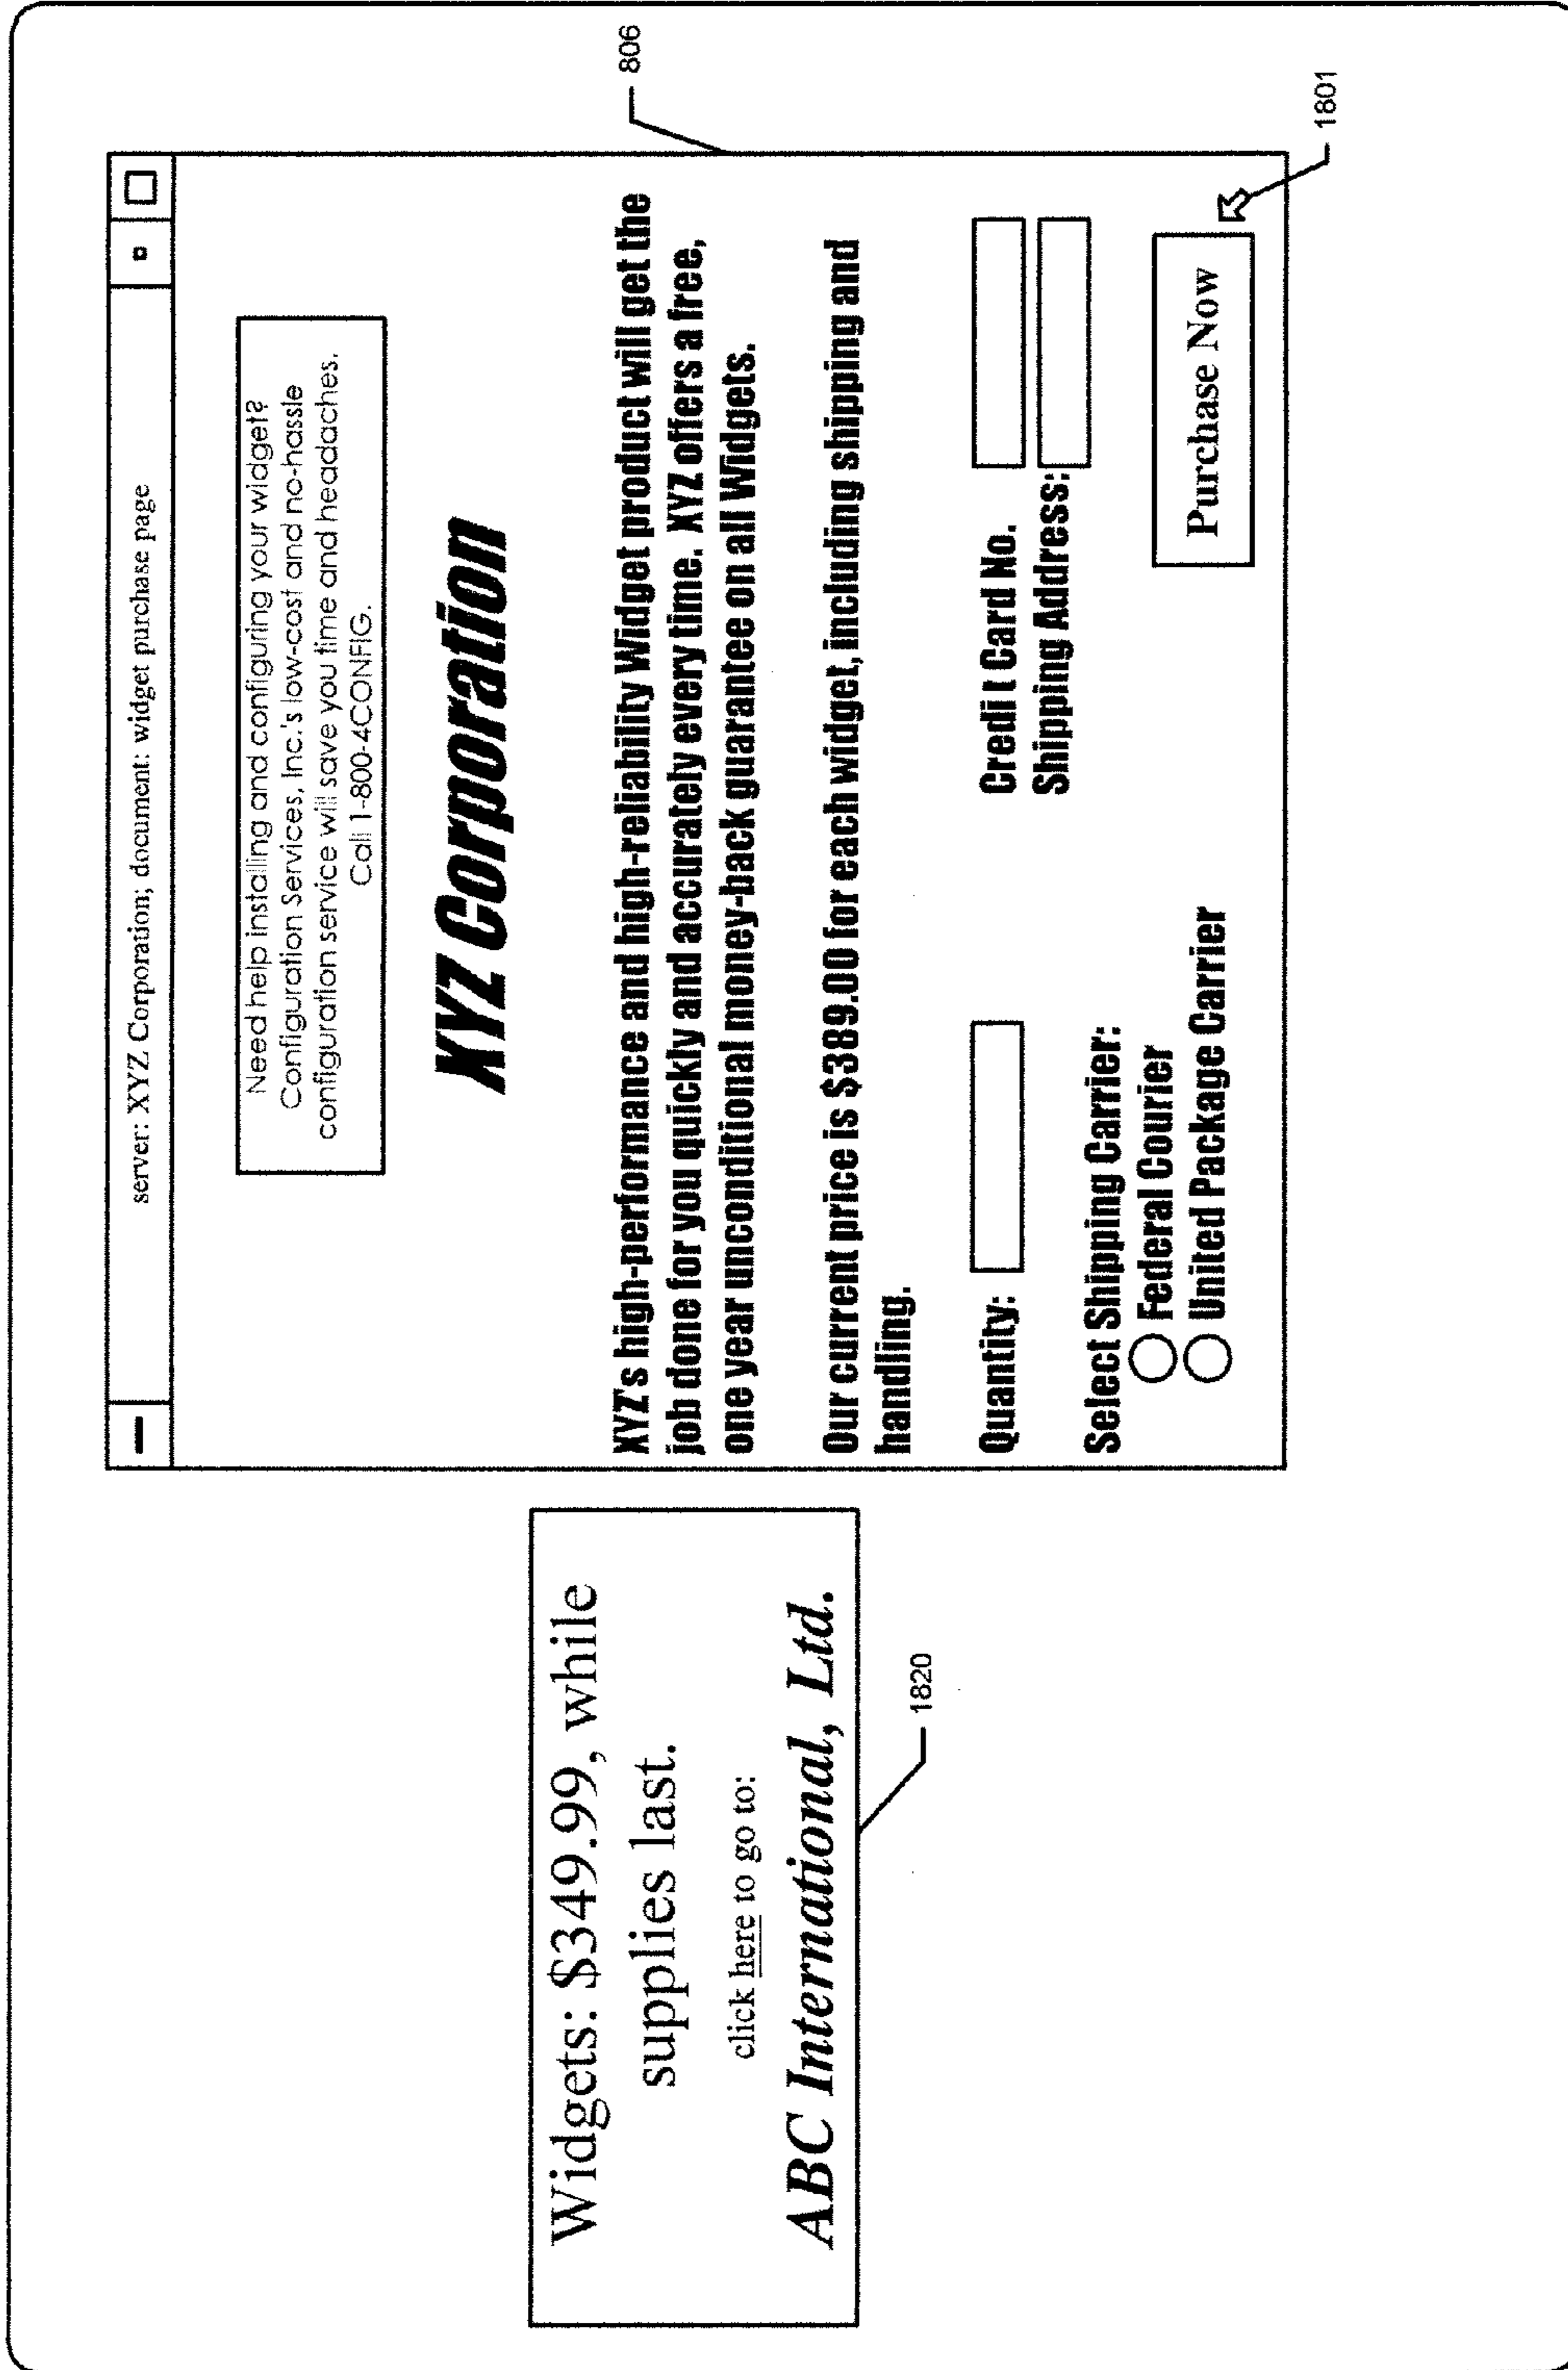 server: XYZ Corporation; document: widget purchase page
Need help installing and configuring your widget?
Configuration Services, Inc.'s low-cost and no-hassle
configuration service will save you time and headaches.
Call 1-800-4CONFIG.
XYZ Corporation
XYZ's high-performance and high-reliability Widget product will get the
job done for you quickly and accurately every time. XYZ offers a free,
one year unconditional money-back guarantee on all Widgets.
Our current price is $389.00 for each widget, including shipping and
handling.
Quantity:
Credit Card No.
Shipping Address:
Select Shipping Carrier:
Federal Courier
United Package Carrier
Purchase Now
806
1801
Widgets: $349.99, while
supplies last.
click here to go to:
ABC International, Ltd.
1820